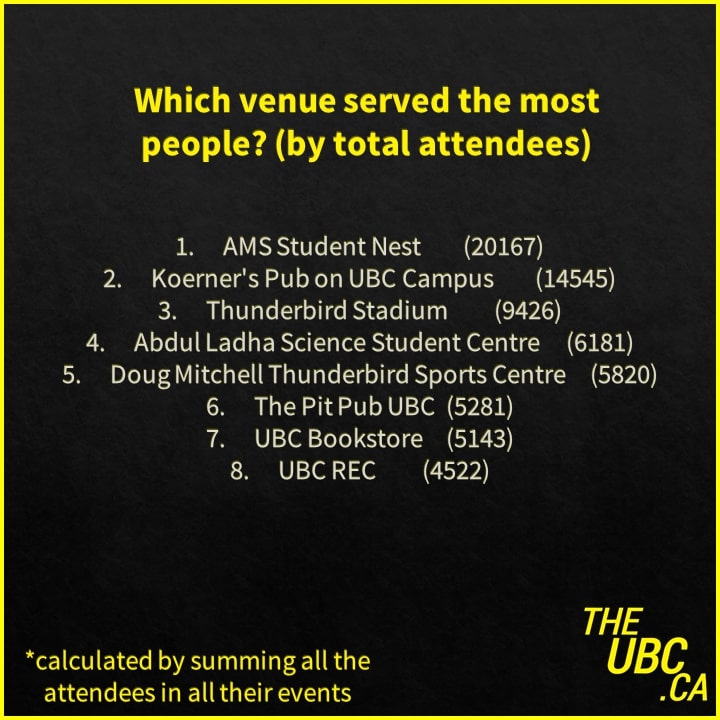 Which venue served the most
people? (by total attendees)
1. AMS Student Nest (20167)
2. Koerner's Pub on UBC Campus (14545)
3. Thunderbird Stadium (9426)
4. Abdul Ladha Science Student Centre (6181)
5. Doug Mitchell Thunderbird Sports Centre (5820)
6. The Pit Pub UBC (5281)
7. UBC Bookstore (5143)
8. UBC REC (4522)
*calculated by summing all the
attendees in all their events
THE
UBC
.CA